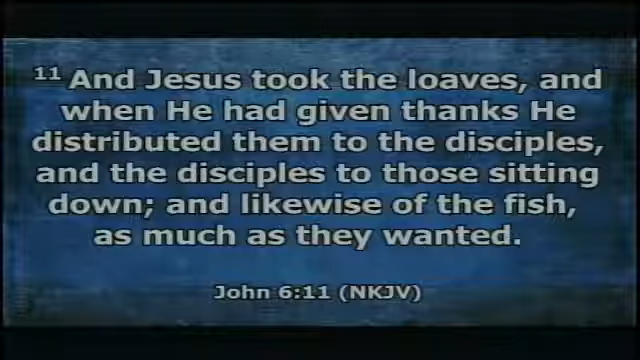 11 And Jesus took the loaves, and
when He had given thanks He
distributed them to the disciples,
and the disciples to those sitting
down; and likewise of the fish,
as much as they wanted.
John 6:11 (NKJV)